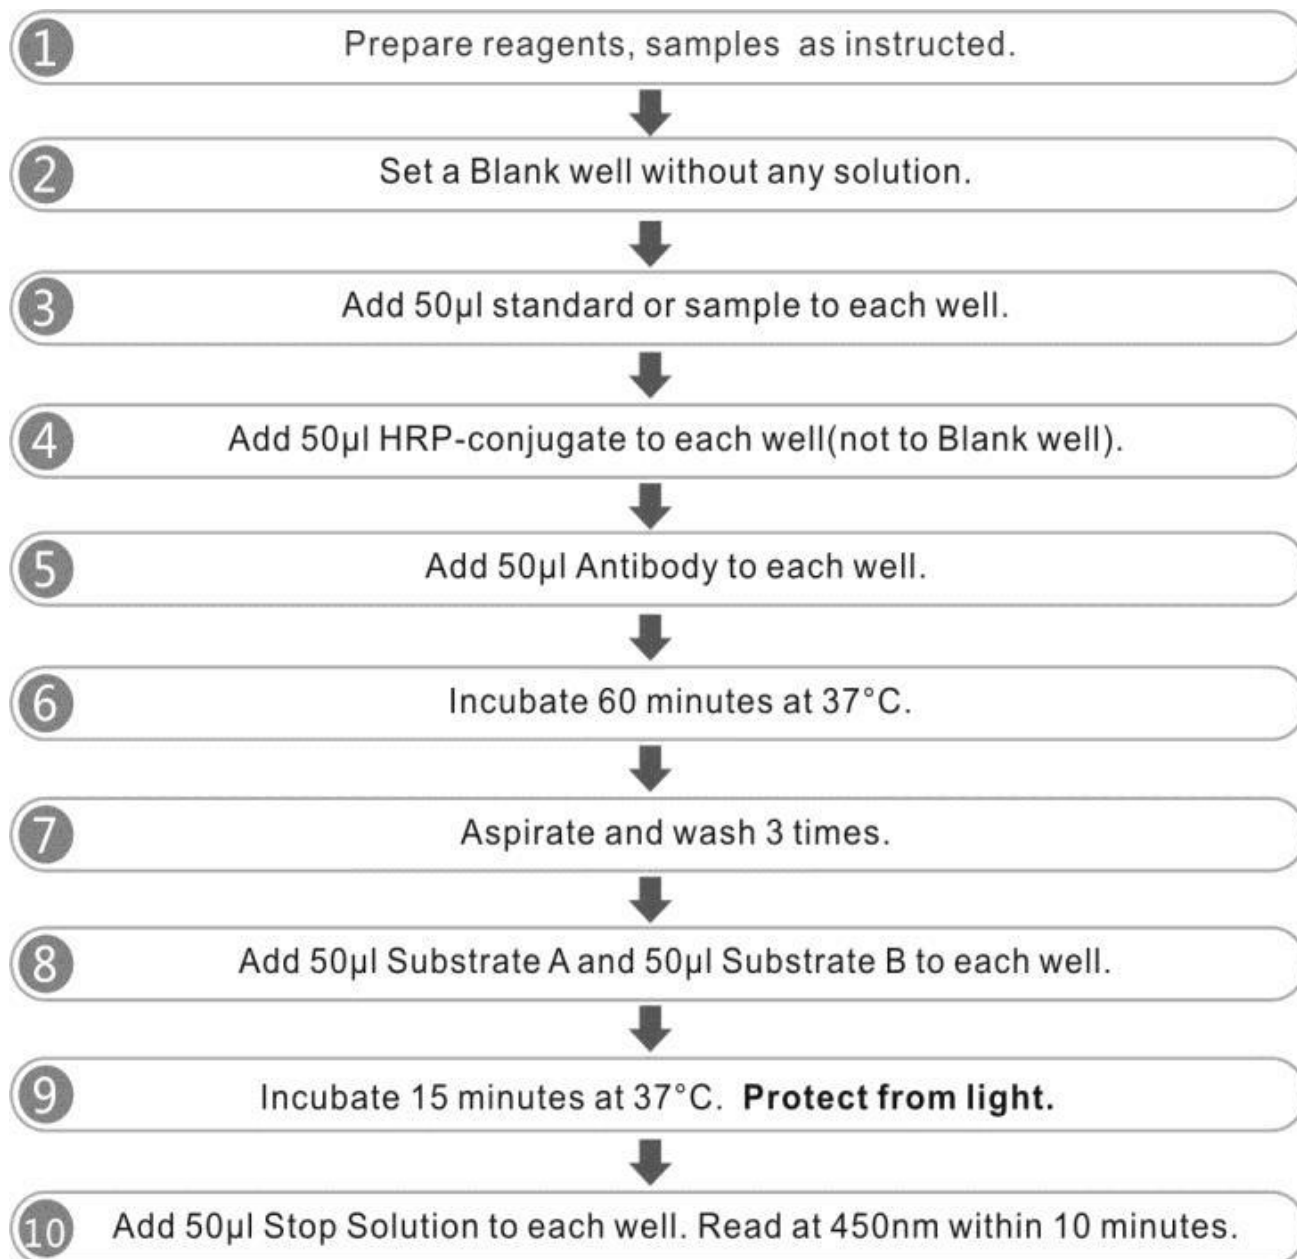 1 Prepare reagents, samples as instructed.
2 Set a Blank well without any solution.
3 Add 50µl standard or sample to each well.
4 Add 50µl HRP-conjugate to each well(not to Blank well).
5 Add 50µl Antibody to each well.
6 Incubate 60 minutes at 37°C.
7 Aspirate and wash 3 times.
8 Add 50µl Substrate A and 50µl Substrate B to each well.
9 Incubate 15 minutes at 37°C. Protect from light.
10 Add 50µl Stop Solution to each well. Read at 450nm within 10 minutes.